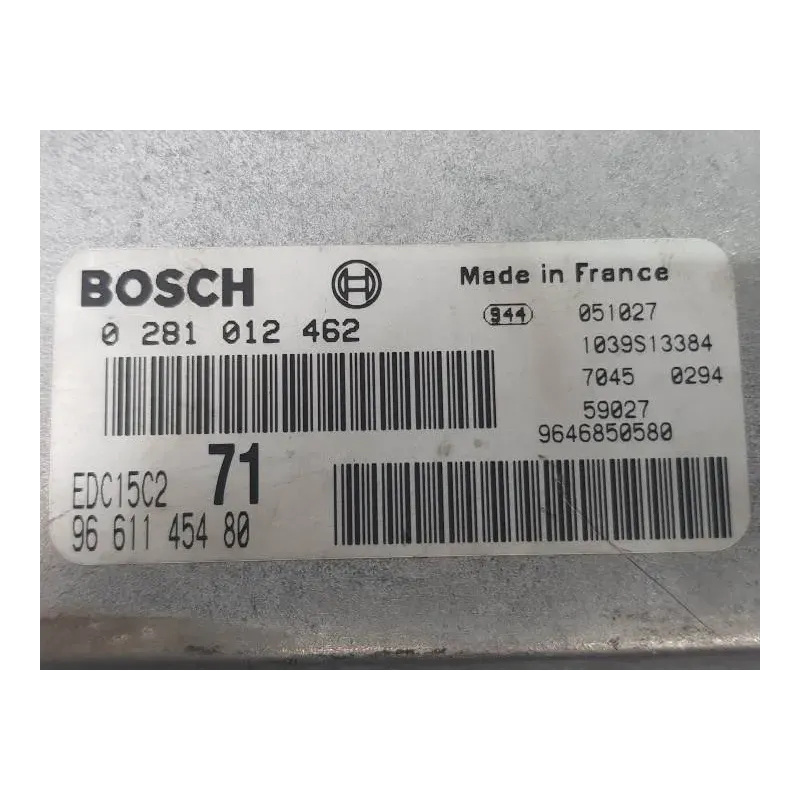 BOSCH
Made in France
0 281 012 462
944 051027
1039S13384
7045 0294
59027
9646850580
EDC15C2 71
96 611 454 80